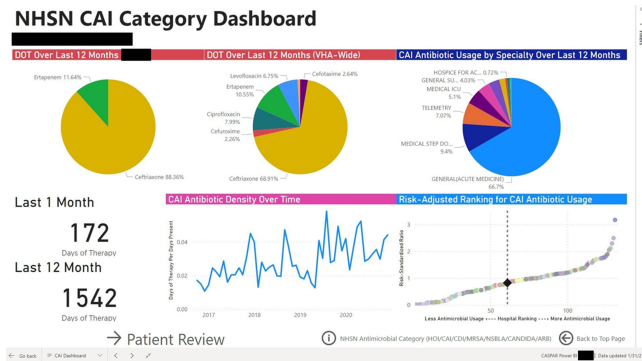 NHSN CAI Category Dashboard
DOT Over Last 12 Months
DOT Over Last 12 Months (VHA-Wide)
CAI Antibiotic Usage by Specialty Over Last 12 Months
Ertapenem 11.64%
Ceftriaxone 88.36%
Levofloxacin 6.75%
Cefotaxime 2.64%
Ertapenem
10.55%
Ciprofloxacin
7.99%
Cefuroxime
2.26%
Ceftriaxone 68.91%
HOSPICE FOR AC... 0.72%
GENERAL SU... 4.03%
MEDICAL ICU
5.1%
TELEMETRY
7.07%
MEDICAL STEP DO...
9.4%
GENERAL(ACUTE MEDICINE)
66.7%
Last 1 Month
172
Days of Therapy
Last 12 Month
1542
Days of Therapy
CAI Antibiotic Density Over Time
Days of Therapy Per Days Present
0.04
0.02
0.00
2017
2018
2019
2020
Risk-Adjusted Ranking for CAI Antibiotic Usage
Risk-Standardized Ratio
3
2
1
0
50
100
Less Antimicrobial Usage <--- Hospital Ranking ---> More Antimicrobial Usage
Patient Review
NHSN Antimicrobial Category (HOI/CAI/CDI/MRSA/NSBLA/CANDIDA/ARB)
Back to Top Page
Go back
CAI Dashboard
CASPAR Power BI
Data updated 1/31/2